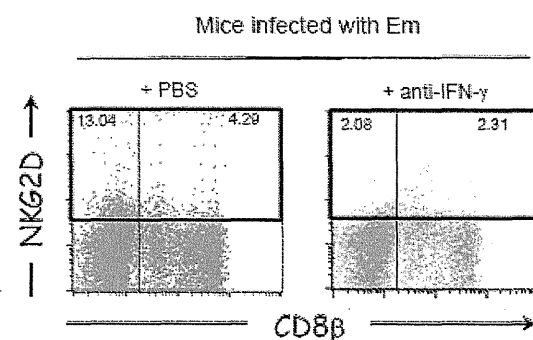 Mice infected with Em
+ PBS
+ anti-IFN-γ
13.04 4.29
2.08 2.31
NKG2D
CD8β